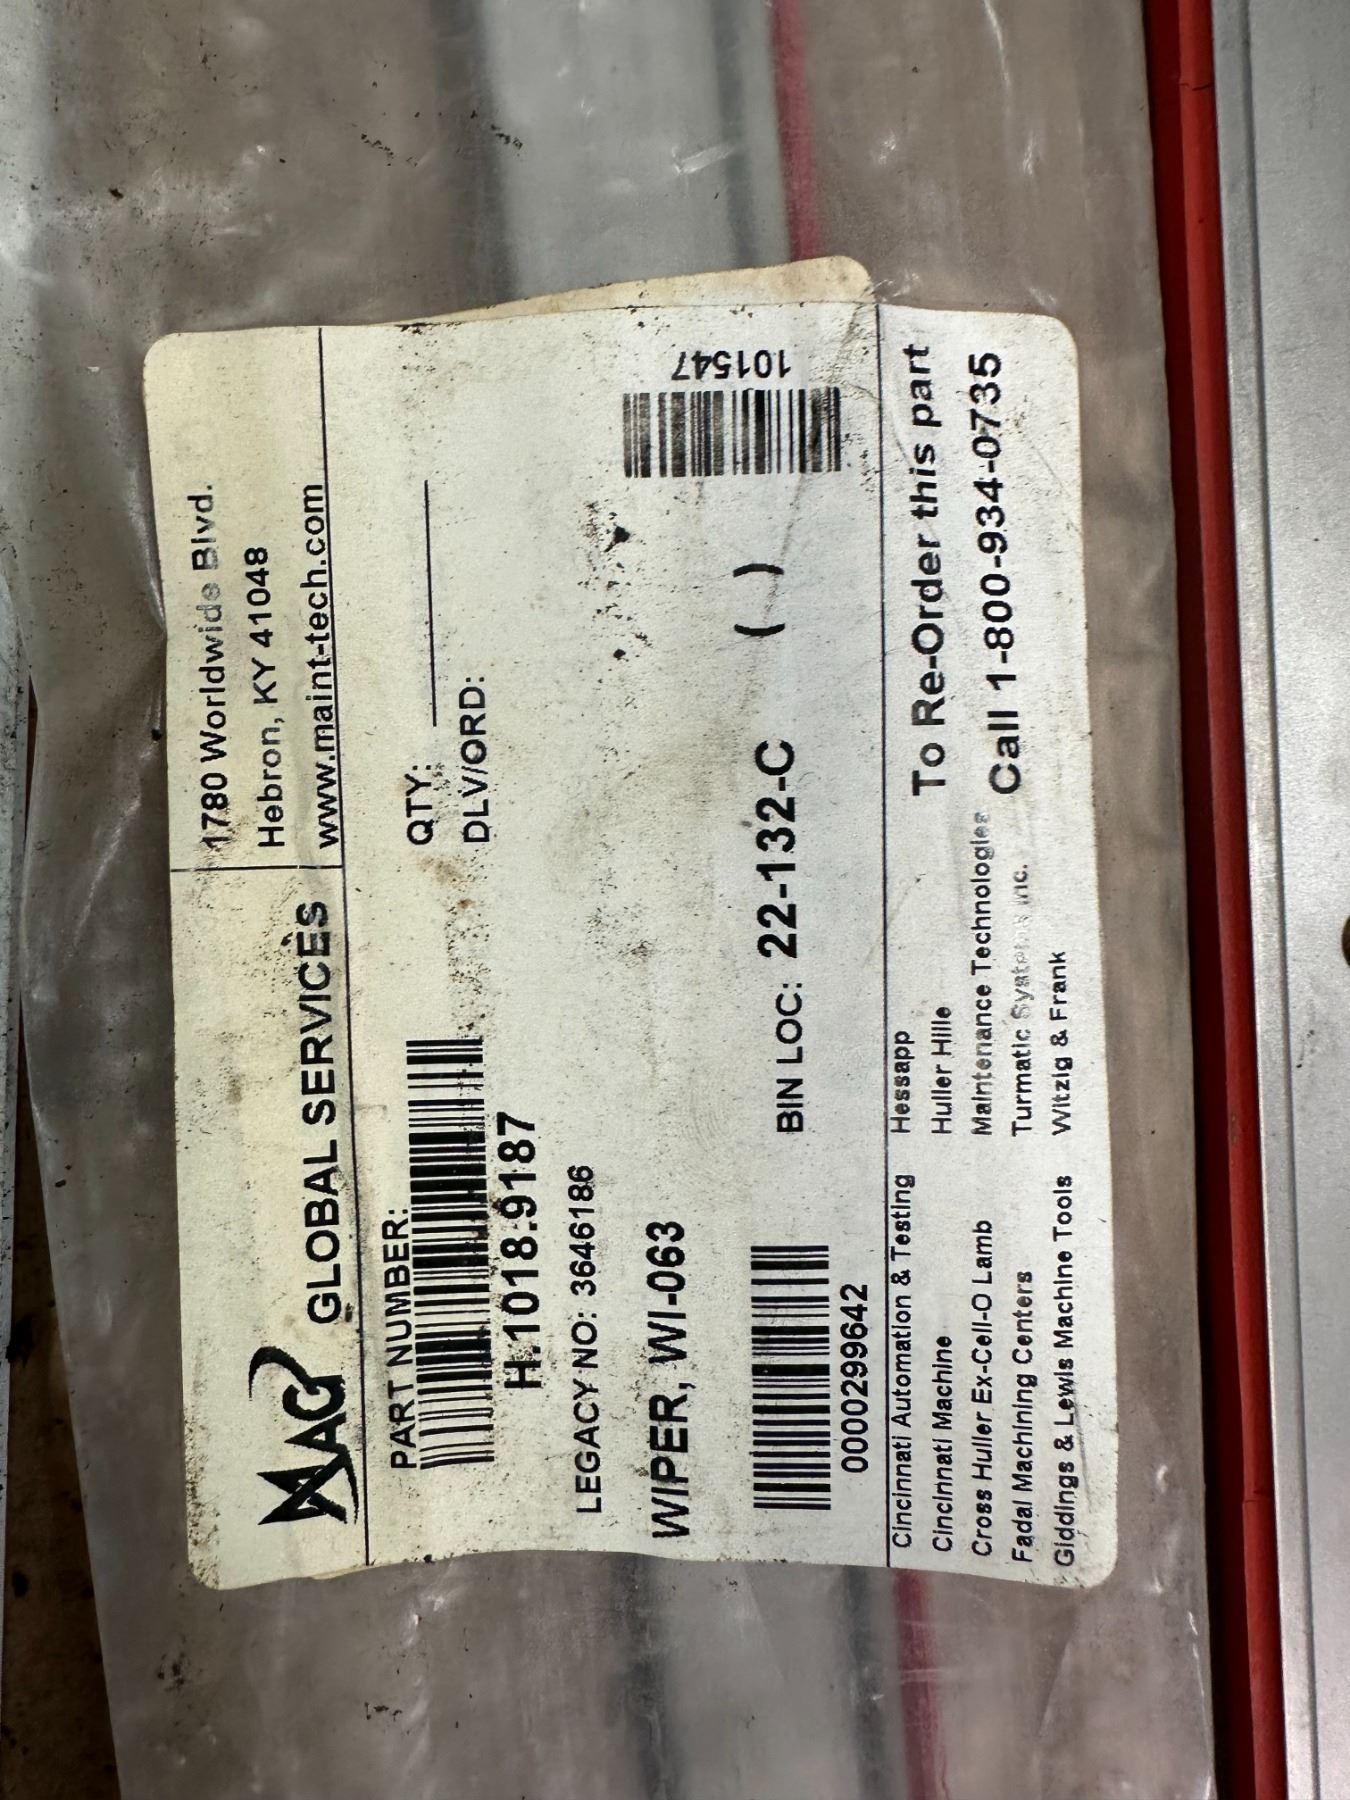 MAG GLOBAL SERVICES
1780 Worldwide Blvd.
Hebron, KY 41048
www.maint-tech.com
PART NUMBER:
H.1018.9187
QTY:
DLV/ORD:
LEGACY NO: 3646186
WIPER, WI-063
101547
BIN LOC: 22-132-C ( )
0000299642
Cincinnati Automation & Testing
Cincinnati Machine
Cross Huller Ex-Cell-O Lamb
Fadal Machining Centers
Giddings & Lewis Machine Tools
Hessapp
Huller Hille
Maintenance Technologies
Turmatic Systems Inc.
Witzig & Frank
To Re-Order this part
Call 1-800-934-0735